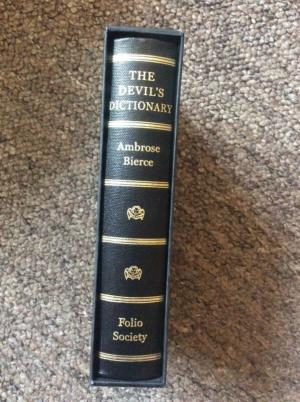 THE
DEVIL'S
DICTIONARY
Ambrose
Bierce
Folio
Society